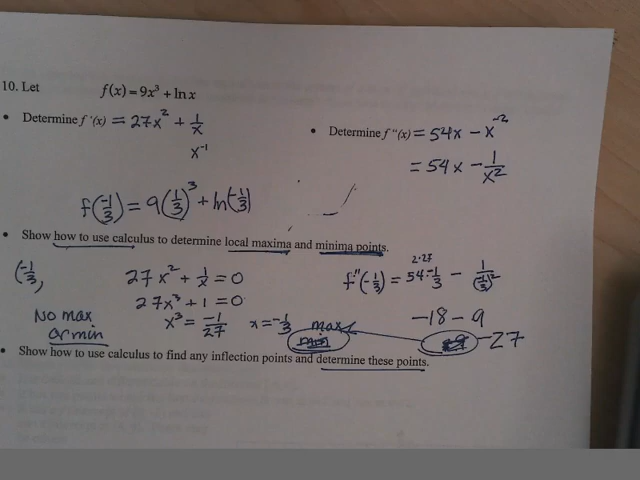 10. Let f(x) = 9x³ + ln x
• Determine f '(x) = 27x² + 1/x
x⁻¹
• Determine f ''(x) = 54x - x⁻²
= 54x - 1/x²
f(-1/3) = 9(1/3)³ + ln(-1/3)
• Show how to use calculus to determine local maxima and minima points.
(-1/3,
27x² + 1/x = 0
27x³ + 1 = 0
x³ = -1/27 x = -1/3 max
No max
or min
2·27
f''(-1/3) = 54·-1/3 - 1/(-1/3)²
-18 - 9
-27
• Show how to use calculus to find any inflection points and determine these points.